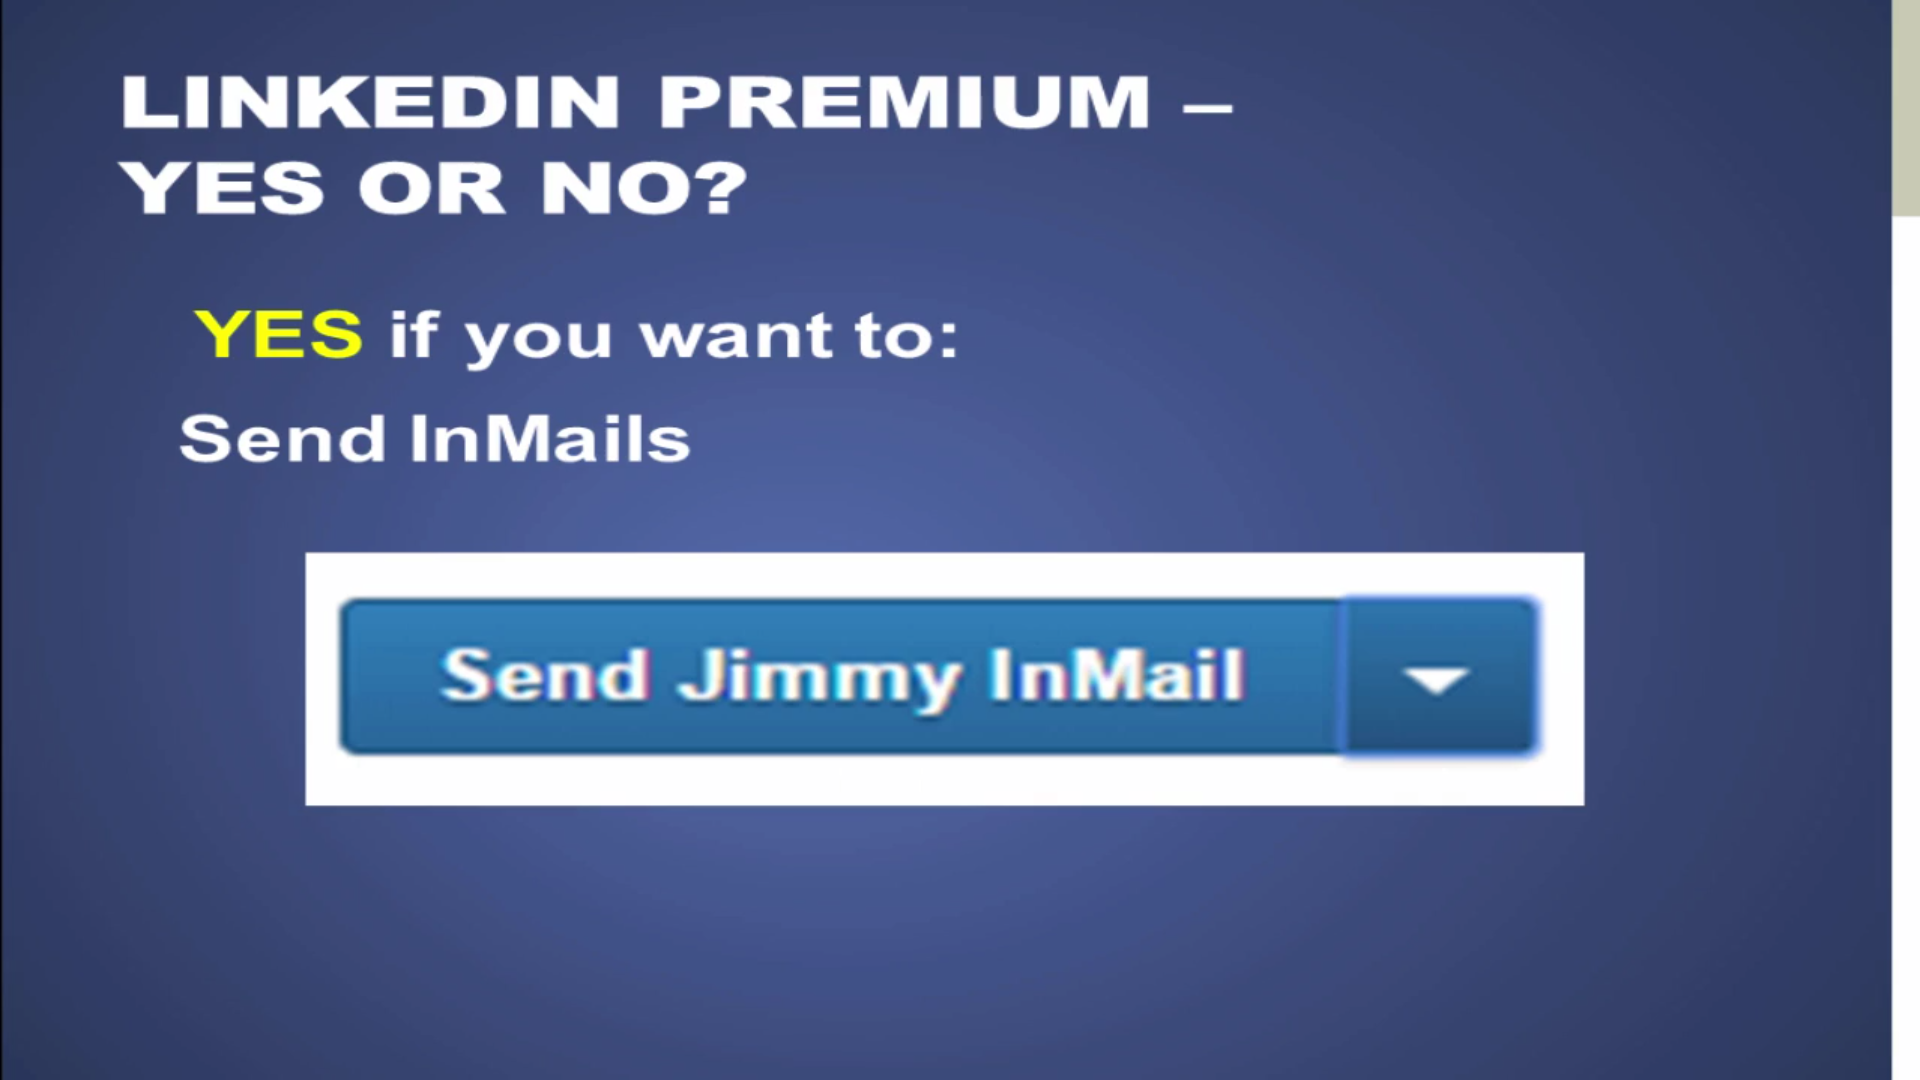 LINKEDIN PREMIUM –
YES OR NO?
YES if you want to:
Send InMails
Send Jimmy InMail